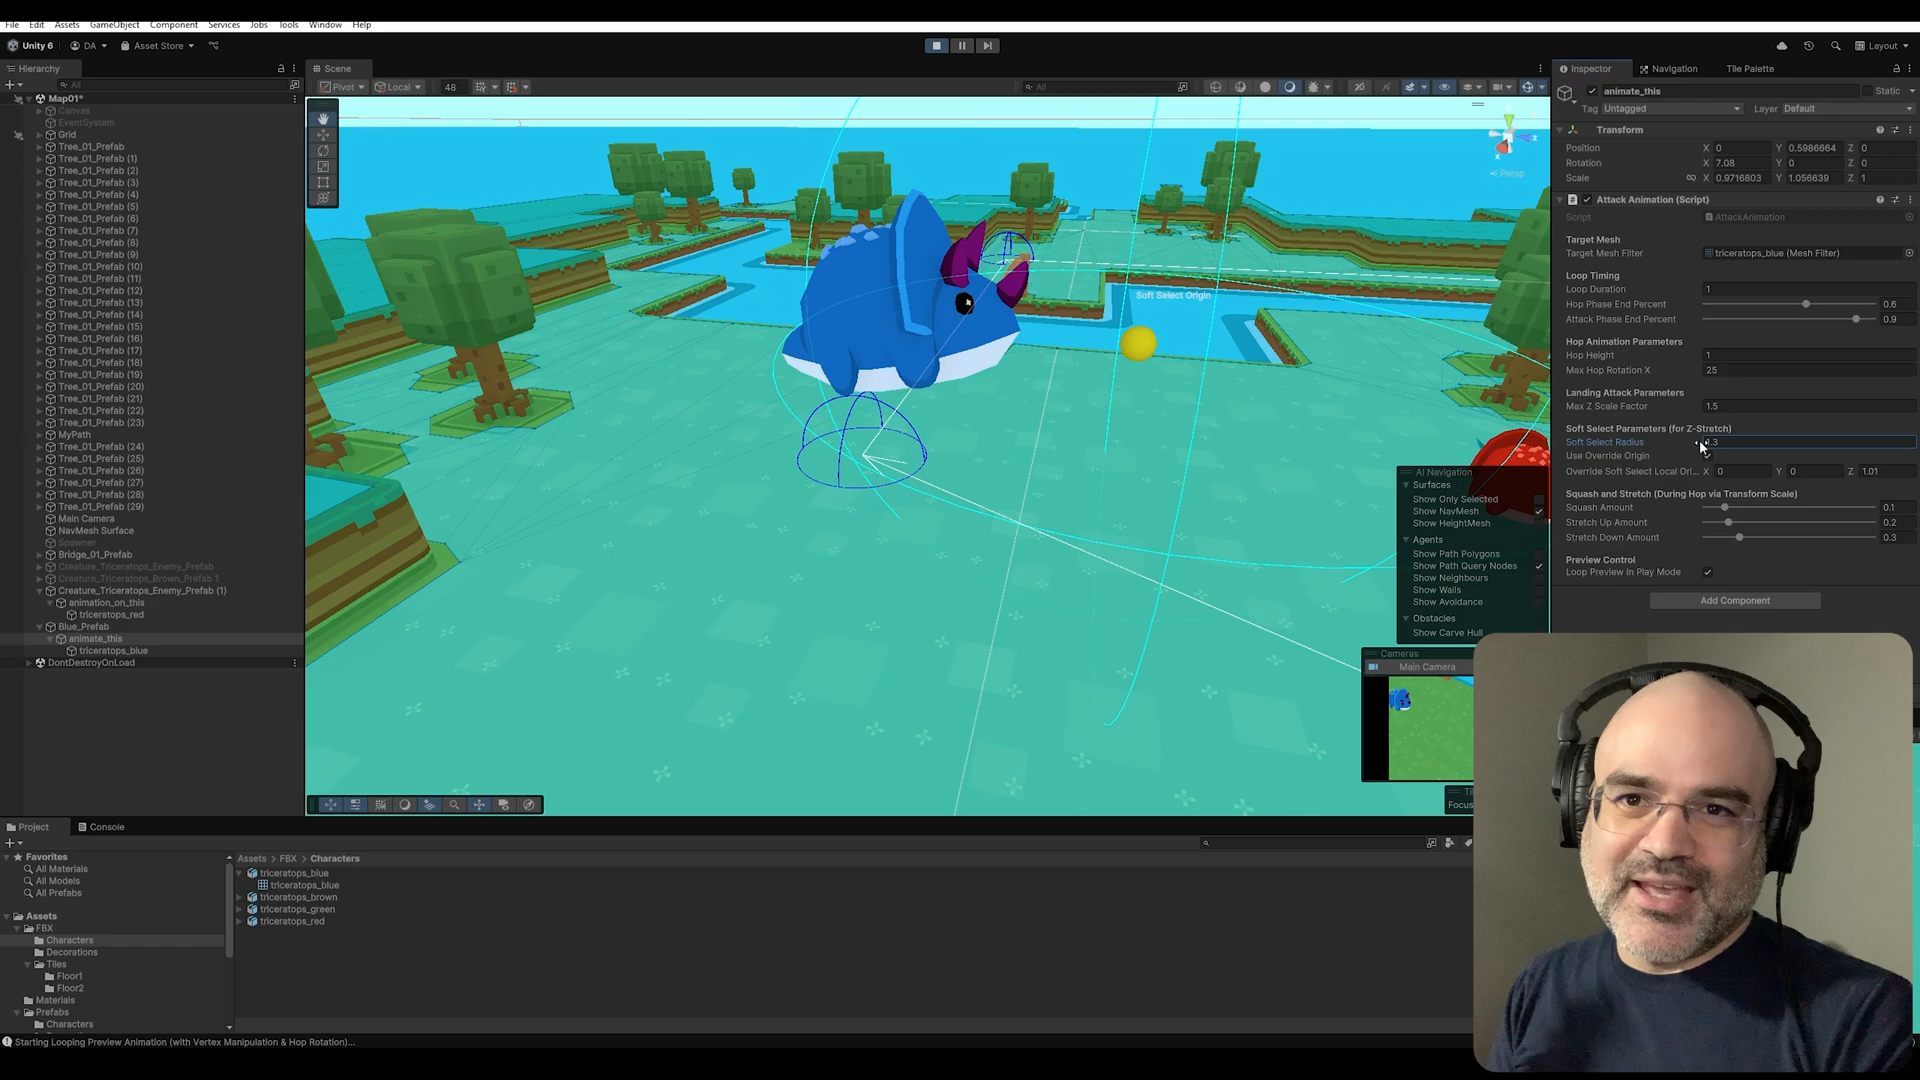 File Edit Assets GameObject Component Services Jobs Tools Window Help
Unity 6 DA Asset Store Layout
Hierarchy
All
Map01*
Canvas
EventSystem
Grid
Tree_01_Prefab
Tree_01_Prefab (1)
Tree_01_Prefab (2)
Tree_01_Prefab (3)
Tree_01_Prefab (4)
Tree_01_Prefab (5)
Tree_01_Prefab (6)
Tree_01_Prefab (7)
Tree_01_Prefab (8)
Tree_01_Prefab (9)
Tree_01_Prefab (10)
Tree_01_Prefab (11)
Tree_01_Prefab (12)
Tree_01_Prefab (13)
Tree_01_Prefab (14)
Tree_01_Prefab (15)
Tree_01_Prefab (16)
Tree_01_Prefab (17)
Tree_01_Prefab (18)
Tree_01_Prefab (19)
Tree_01_Prefab (20)
Tree_01_Prefab (21)
Tree_01_Prefab (22)
Tree_01_Prefab (23)
MyPath
Tree_01_Prefab (24)
Tree_01_Prefab (25)
Tree_01_Prefab (26)
Tree_01_Prefab (27)
Tree_01_Prefab (28)
Tree_01_Prefab (29)
Main Camera
NavMesh Surface
Spawner
Bridge_01_Prefab
Creature_Triceratops_Enemy_Prefab
Creature_Triceratops_Brown_Prefab 1
Creature_Triceratops_Enemy_Prefab (1)
animation_on_this
triceratops_red
Blue_Prefab
animate_this
triceratops_blue
DontDestroyOnLoad
Scene
Pivot Local 48 All
Persp
Soft Select Origin
AI Navigation
Surfaces
Show Only Selected
Show NavMesh
Show HeightMesh
Agents
Show Path Polygons
Show Path Query Nodes
Show Neighbours
Show Walls
Show Avoidance
Obstacles
Show Carve Hull
Cameras
Main Camera
Focus
Inspector Navigation Tile Palette
animate_this Static
Tag Untagged Layer Default
Transform
Position X 0 Y 0.5986664 Z 0
Rotation X 7.08 Y 0 Z 0
Scale X 0.9716803 Y 1.056639 Z 1
Attack Animation (Script)
Script AttackAnimation
Target Mesh
Target Mesh Filter triceratops_blue (Mesh Filter)
Loop Timing
Loop Duration 1
Hop Phase End Percent 0.6
Attack Phase End Percent 0.9
Hop Animation Parameters
Hop Height 1
Max Hop Rotation X 25
Landing Attack Parameters
Max Z Scale Factor 1.5
Soft Select Parameters (for Z-Stretch)
Soft Select Radius 1.3
Use Override Origin
Override Soft Select Local Ori... X 0 Y 0 Z 1.01
Squash and Stretch (During Hop via Transform Scale)
Squash Amount 0.1
Stretch Up Amount 0.2
Stretch Down Amount 0.3
Preview Control
Loop Preview In Play Mode
Add Component
Project Console
Favorites
All Materials
All Models
All Prefabs
Assets
FBX
Characters
Decorations
Tiles
Floor1
Floor2
Materials
Prefabs
Characters
Assets > FBX > Characters
triceratops_blue
triceratops_blue
triceratops_brown
triceratops_green
triceratops_red
Starting Looping Preview Animation (with Vertex Manipulation & Hop Rotation)...